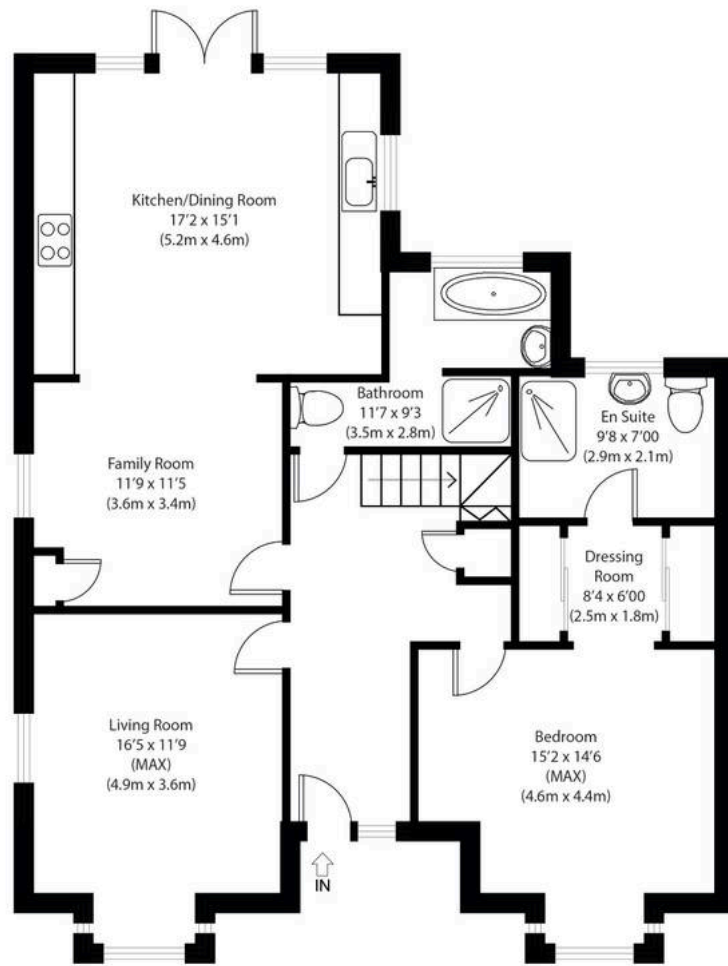 Kitchen/Dining Room
17'2 x 15'1
(5.2m x 4.6m)
Bathroom
11'7 x 9'3
(3.5m x 2.8m)
En Suite
9'8 x 7'00
(2.9m x 2.1m)
Family Room
11'9 x 11'5
(3.6m x 3.4m)
Dressing
Room
8'4 x 6'00
(2.5m x 1.8m)
Living Room
16'5 x 11'9
(MAX)
(4.9m x 3.6m)
Bedroom
15'2 x 14'6
(MAX)
(4.6m x 4.4m)
IN